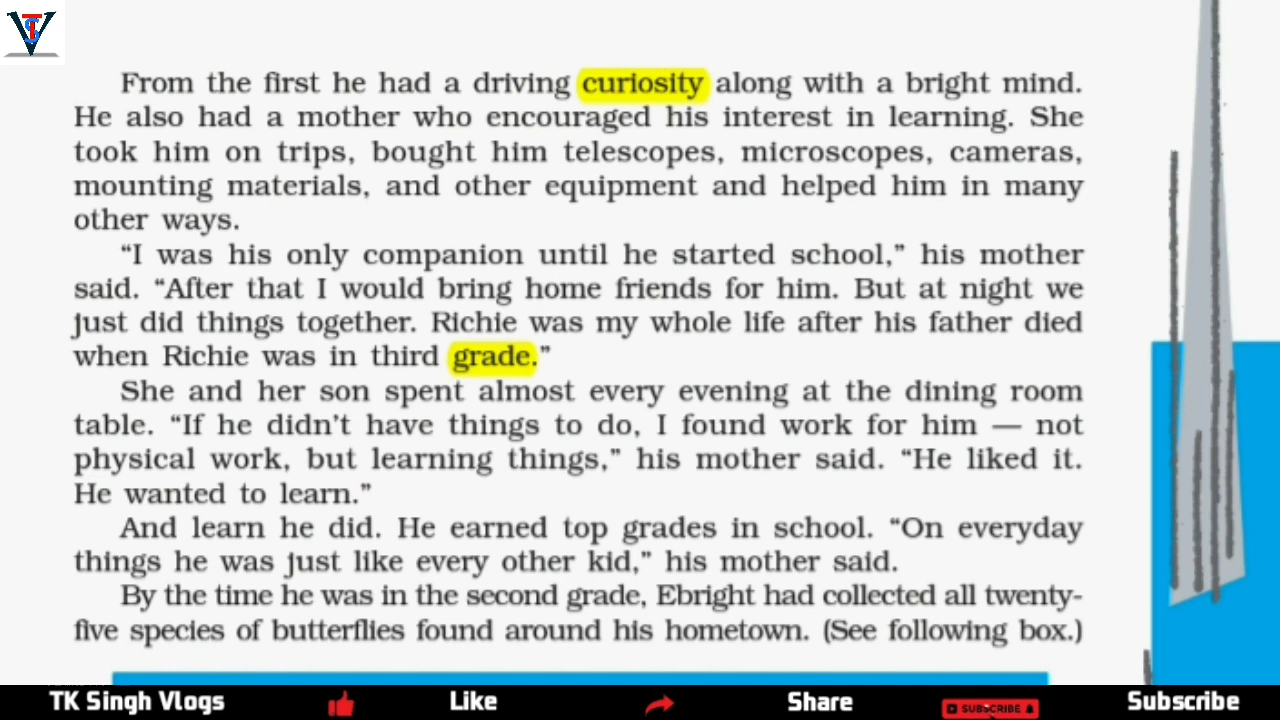 From the first he had a driving curiosity along with a bright mind.
He also had a mother who encouraged his interest in learning. She
took him on trips, bought him telescopes, microscopes, cameras,
mounting materials, and other equipment and helped him in many
other ways.
“I was his only companion until he started school,” his mother
said. “After that I would bring home friends for him. But at night we
just did things together. Richie was my whole life after his father died
when Richie was in third grade.”
She and her son spent almost every evening at the dining room
table. “If he didn’t have things to do, I found work for him — not
physical work, but learning things,” his mother said. “He liked it.
He wanted to learn.”
And learn he did. He earned top grades in school. “On everyday
things he was just like every other kid,” his mother said.
By the time he was in the second grade, Ebright had collected all twenty-
five species of butterflies found around his hometown. (See following box.)
TK Singh Vlogs Like Share SUBSCRIBE Subscribe